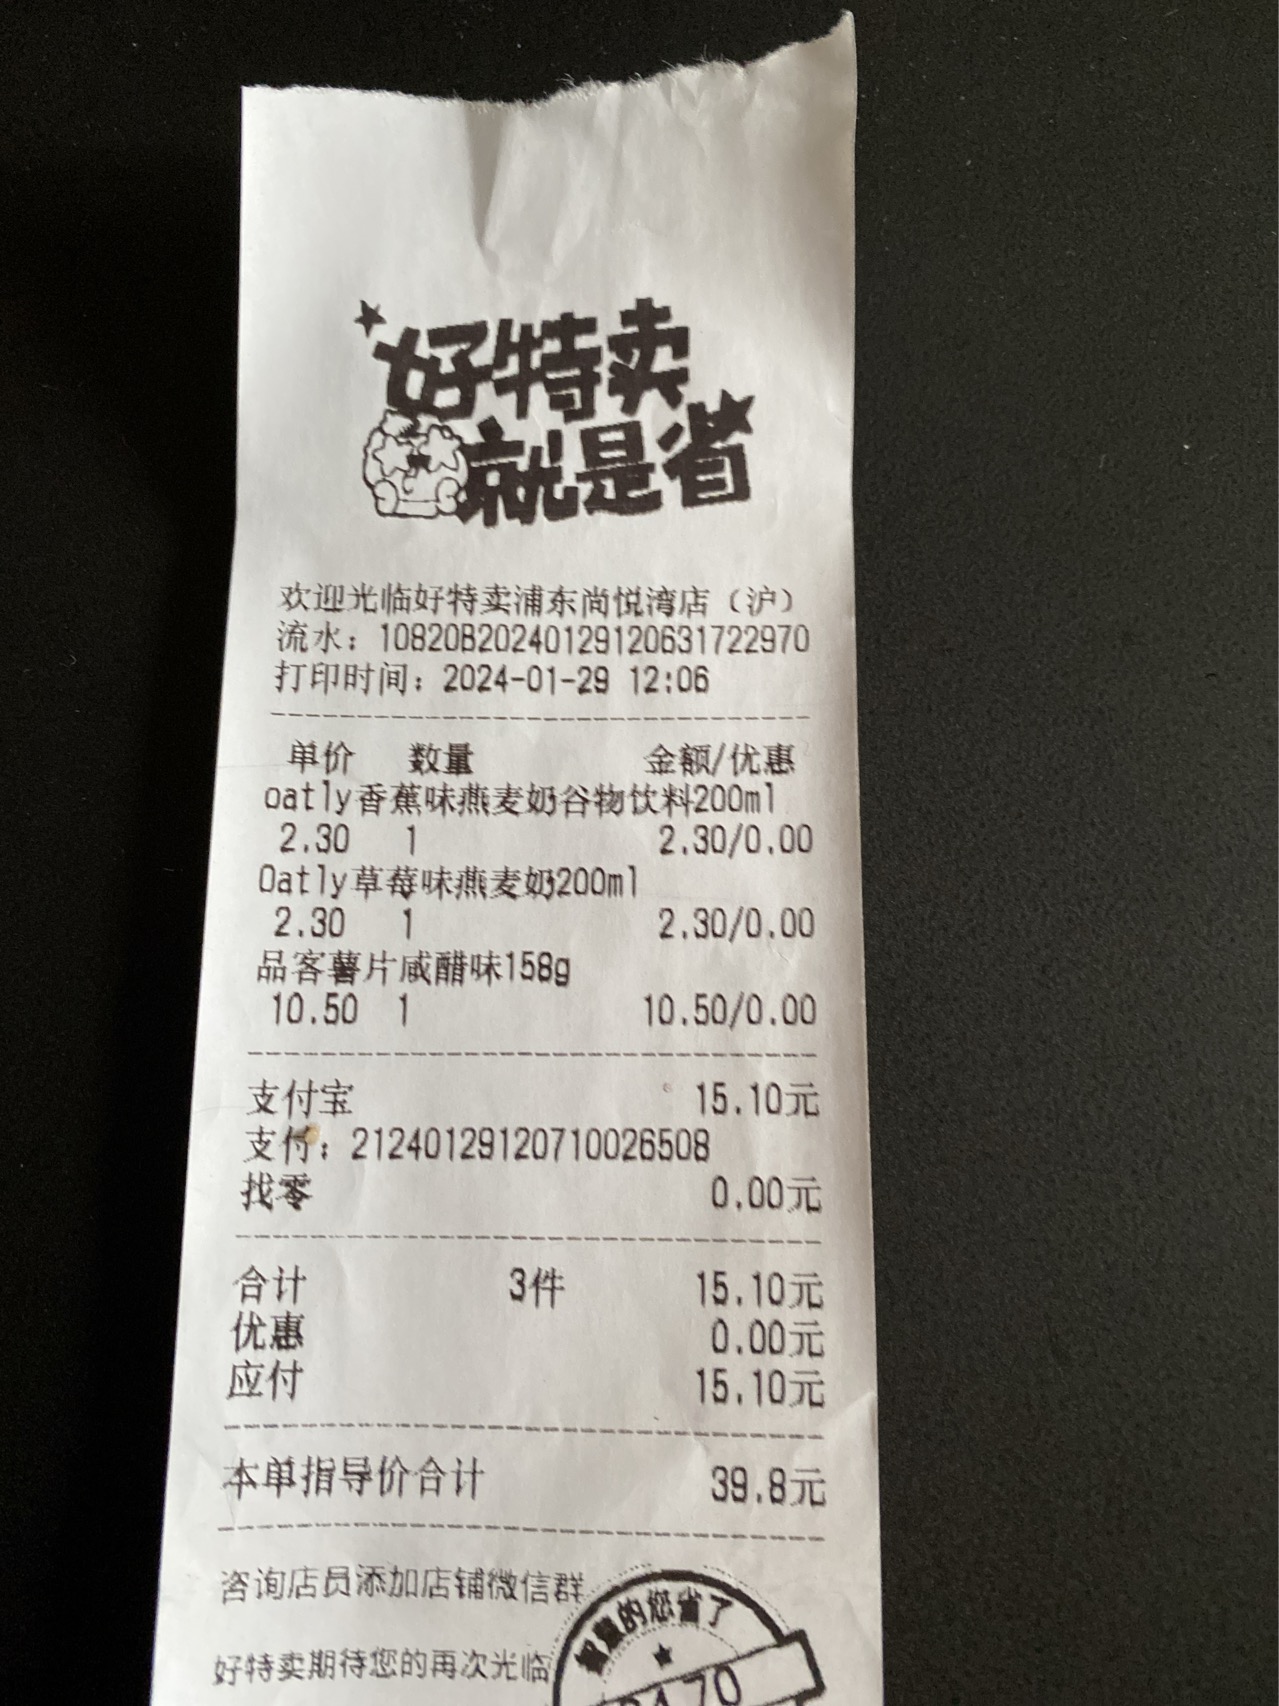 好特卖
就是省
欢迎光临好特卖浦东尚悦湾店（沪）
流水：10820B20240129120631722970
打印时间：2024-01-29 12:06
单价 数量 金额/优惠
oatly香蕉味燕麦奶谷物饮料200ml
2.30 1 2.30/0.00
Oatly草莓味燕麦奶200ml
2.30 1 2.30/0.00
品客薯片咸醋味158g
10.50 1 10.50/0.00
支付宝 15.10元
支付：21240129120710026508
找零 0.00元
合计 3件 15.10元
优惠 0.00元
应付 15.10元
本单指导价合计 39.8元
咨询店员添加店铺微信群
好特卖期待您的再次光临
智慧的您省了